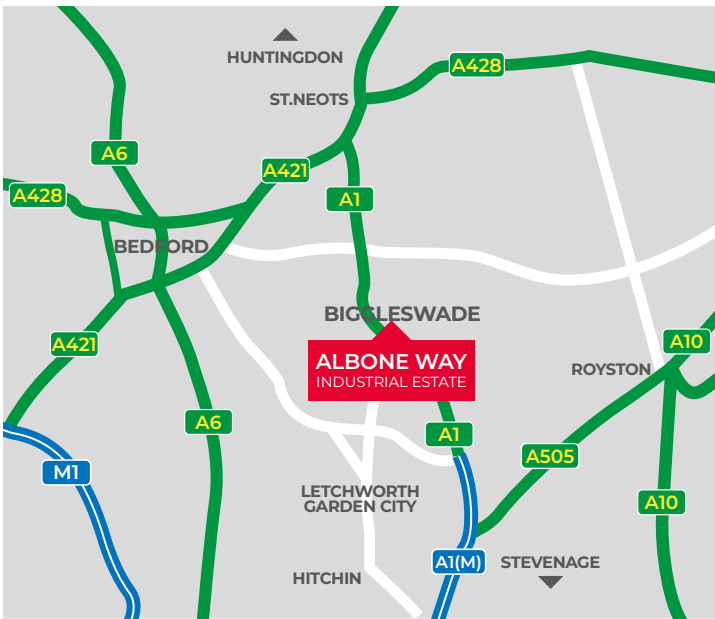 HUNTINGDON
A428
ST.NEOTS
A6
A421
A428
A1
BEDFORD
BIGGLESWADE
A421
ALBONE WAY
INDUSTRIAL ESTATE
A10
ROYSTON
A6
A1
A505
M1
LETCHWORTH
GARDEN CITY
A10
A1(M)
STEVENAGE
HITCHIN